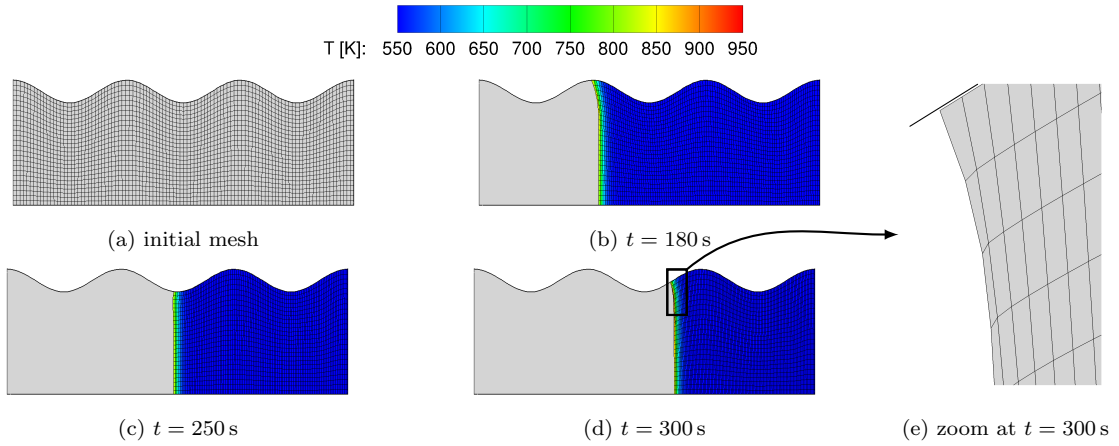 T [K]: 550 600 650 700 750 800 850 900 950
(a) initial mesh
(b) t = 180 s
(c) t = 250 s
(d) t = 300 s
(e) zoom at t = 300 s